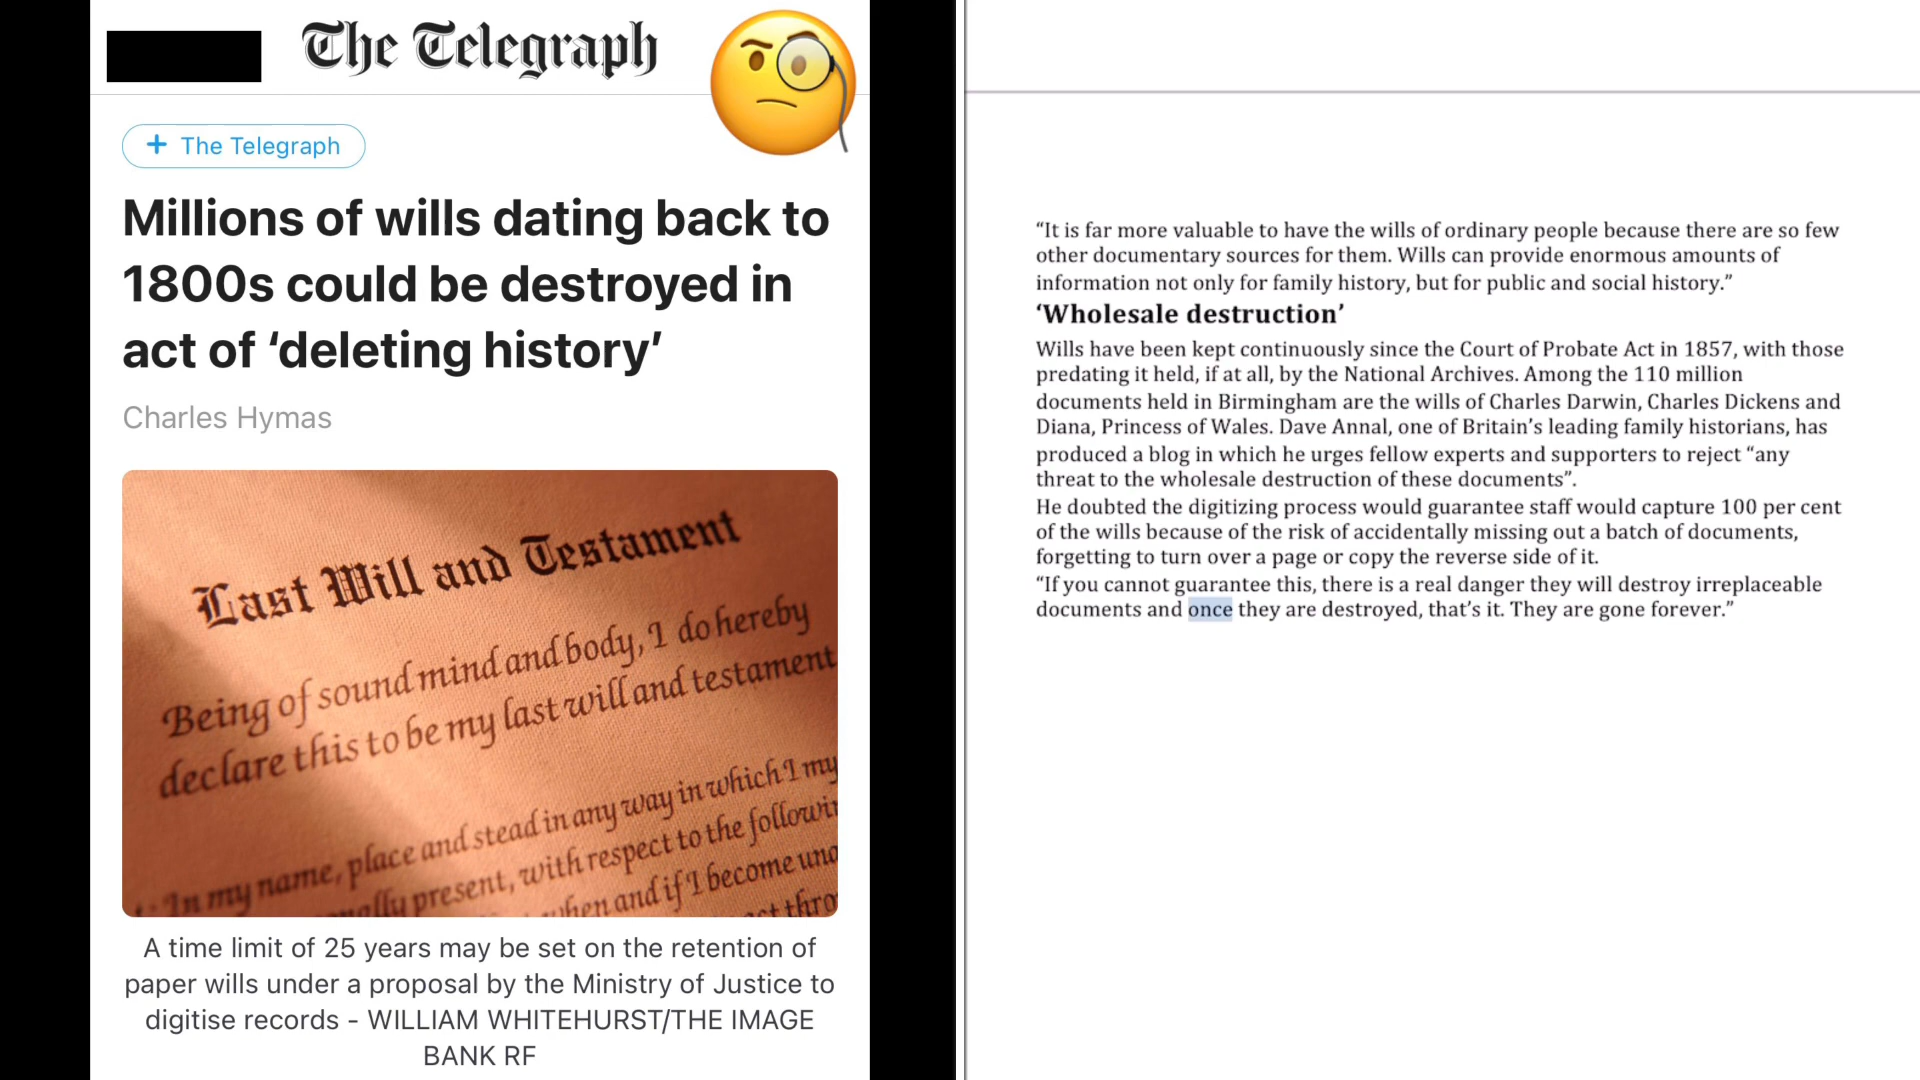 The Telegraph
+ The Telegraph
Millions of wills dating back to
1800s could be destroyed in
act of ‘deleting history’
Charles Hymas
Last Will and Testament
Being of sound mind and body, I do hereby
declare this to be my last will and testament
In my name, place and stead in any way in which I my
present, with respect to the
when and if I become
A time limit of 25 years may be set on the retention of
paper wills under a proposal by the Ministry of Justice to
digitise records - WILLIAM WHITEHURST/THE IMAGE
BANK RF
“It is far more valuable to have the wills of ordinary people because there are so few
other documentary sources for them. Wills can provide enormous amounts of
information not only for family history, but for public and social history.”
‘Wholesale destruction’
Wills have been kept continuously since the Court of Probate Act in 1857, with those
predating it held, if at all, by the National Archives. Among the 110 million
documents held in Birmingham are the wills of Charles Darwin, Charles Dickens and
Diana, Princess of Wales. Dave Annal, one of Britain’s leading family historians, has
produced a blog in which he urges fellow experts and supporters to reject “any
threat to the wholesale destruction of these documents”.
He doubted the digitizing process would guarantee staff would capture 100 per cent
of the wills because of the risk of accidentally missing out a batch of documents,
forgetting to turn over a page or copy the reverse side of it.
“If you cannot guarantee this, there is a real danger they will destroy irreplaceable
documents and once they are destroyed, that’s it. They are gone forever.”